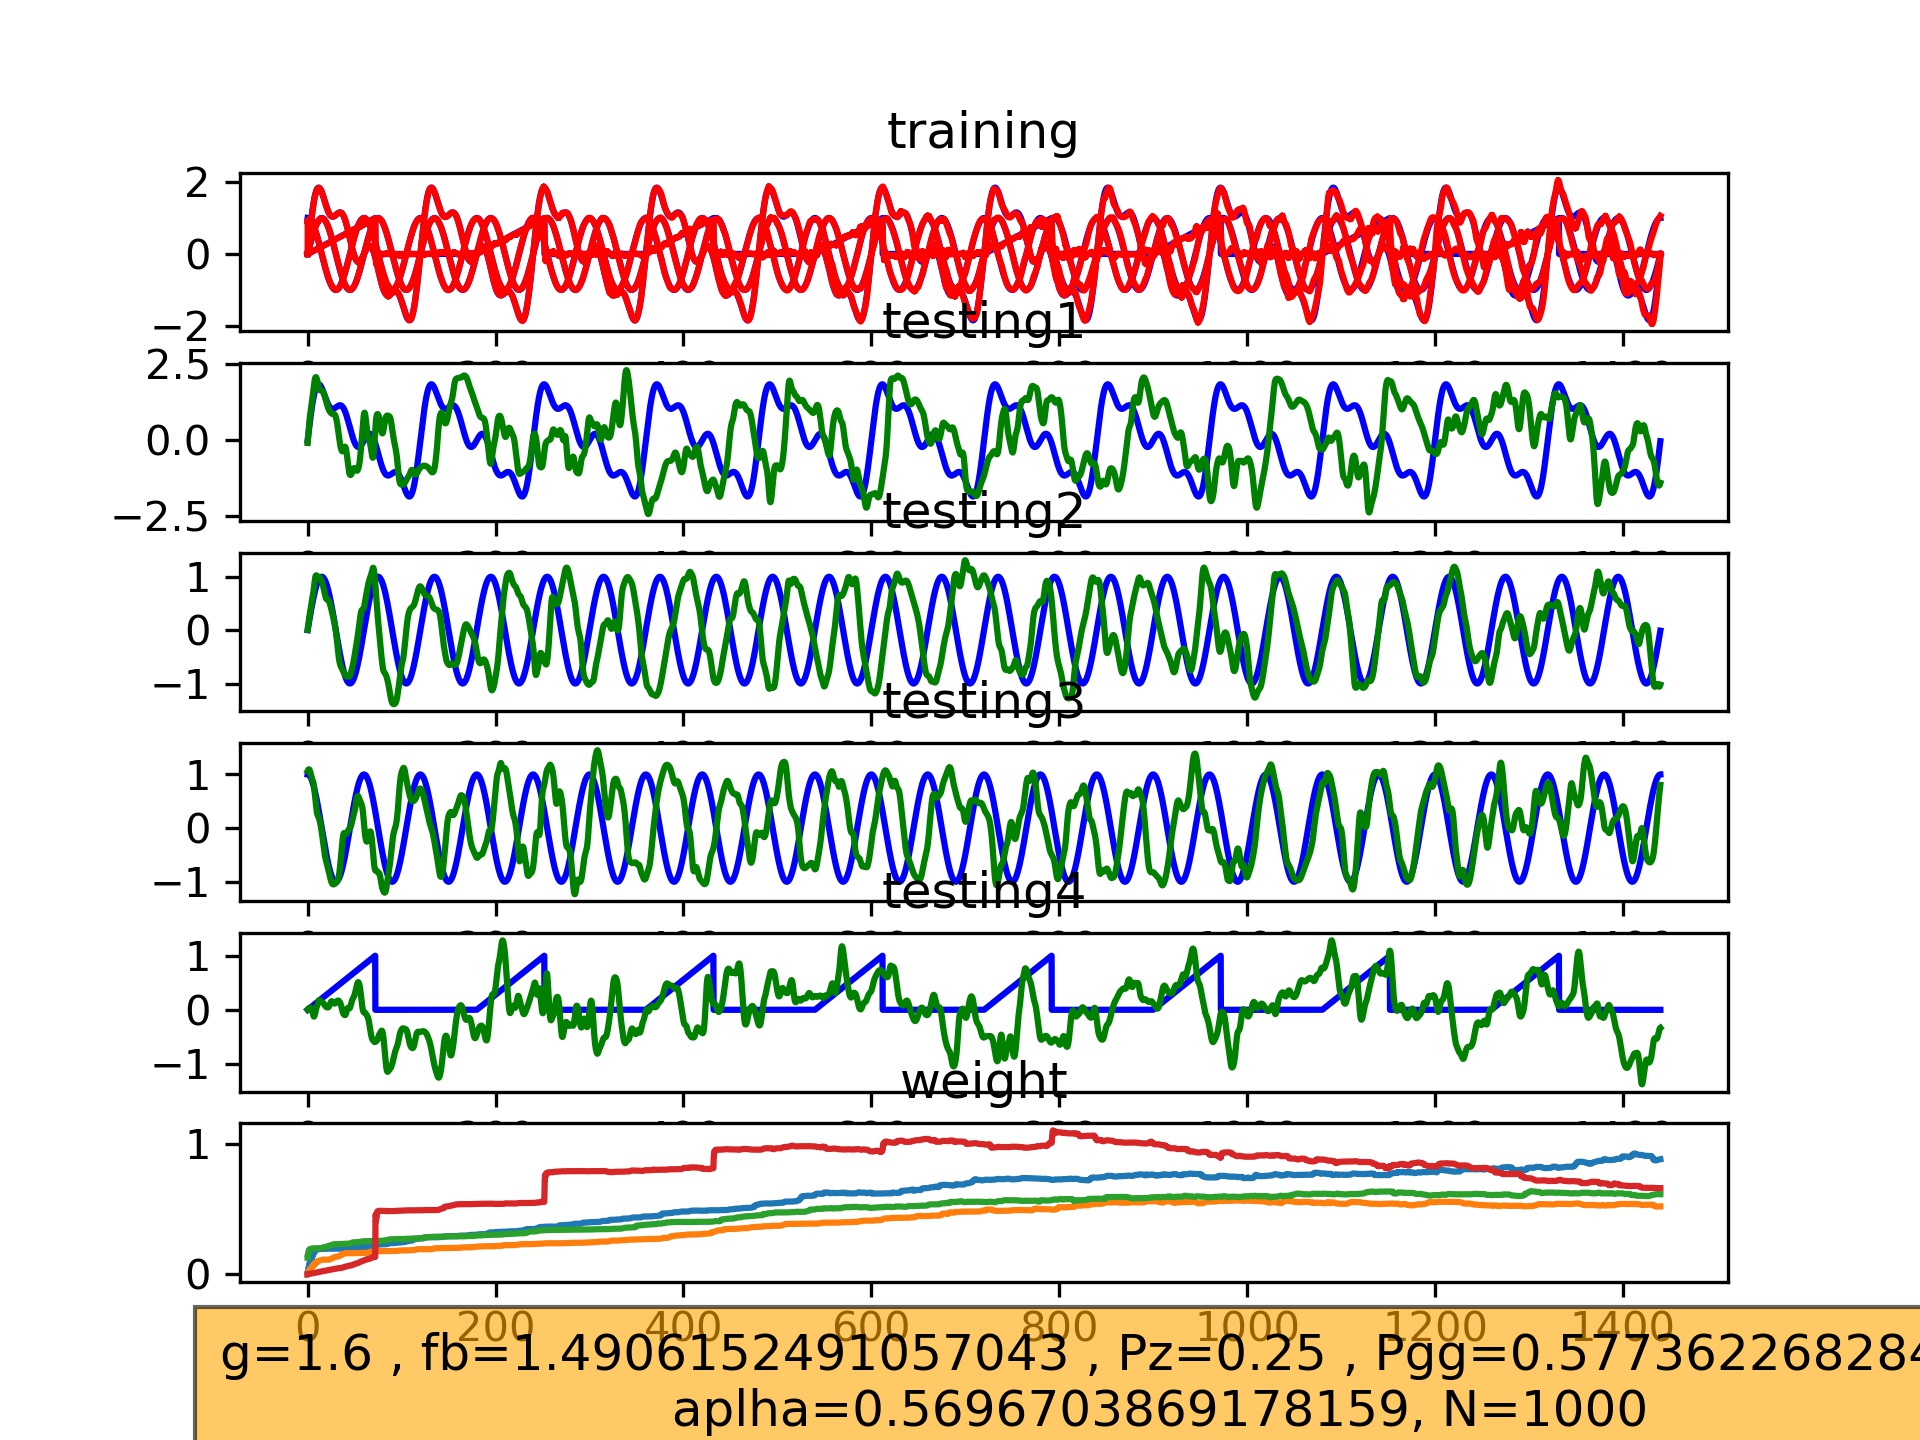 training
2
0
−2
testing1
2.5
0.0
−2.5
testing2
1
0
−1
testing3
1
0
−1
testing4
1
0
−1
weight
1
0
0 200 400 600 800 1000 1200 1400
g=1.6 , fb=1.4906152491057043 , Pz=0.25 , Pgg=0.577362268284
aplha=0.5696703869178159, N=1000